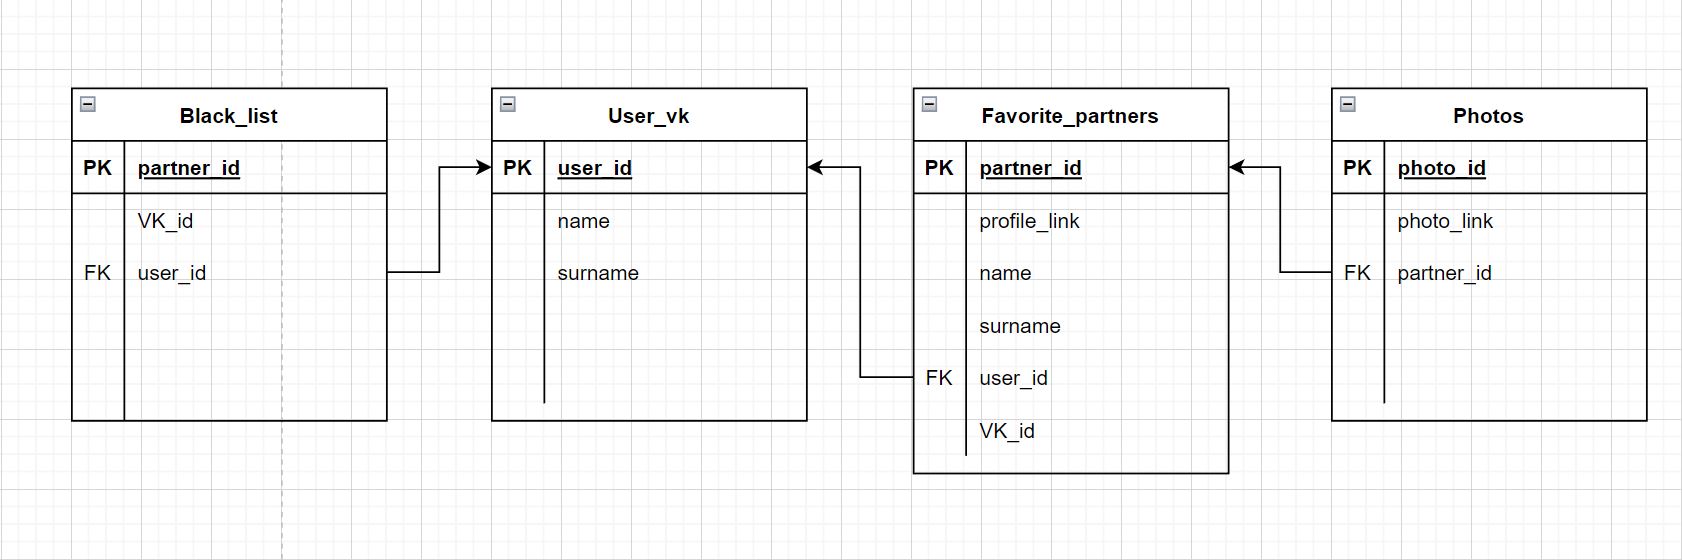 Black_list
PK partner_id
VK_id
FK user_id
User_vk
PK user_id
name
surname
Favorite_partners
PK partner_id
profile_link
name
surname
FK user_id
VK_id
Photos
PK photo_id
photo_link
FK partner_id